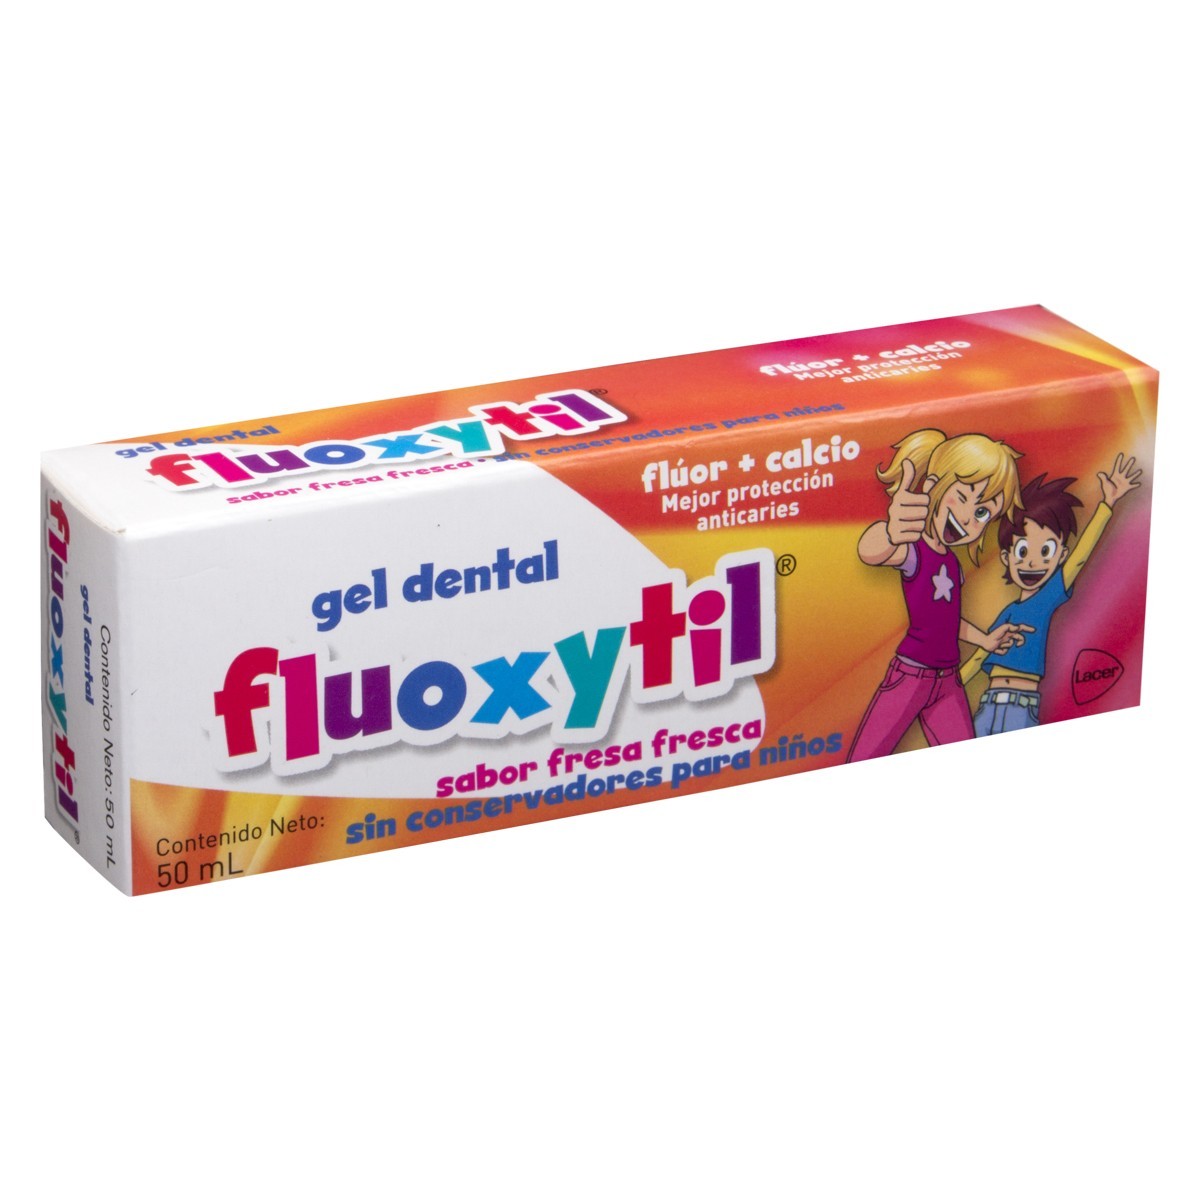 gel dental
fluoxytil®
sabor fresa fresca • sin conservadores para niños
flúor + calcio
Mejor protección
anticaries
flúor + calcio
Mejor protección
anticaries
gel dental
fluoxytil®
sabor fresa fresca
sin conservadores para niños
Contenido Neto:
50 mL
Lacer
fluoxytil®
gel dental
Contenido Neto: 50 mL